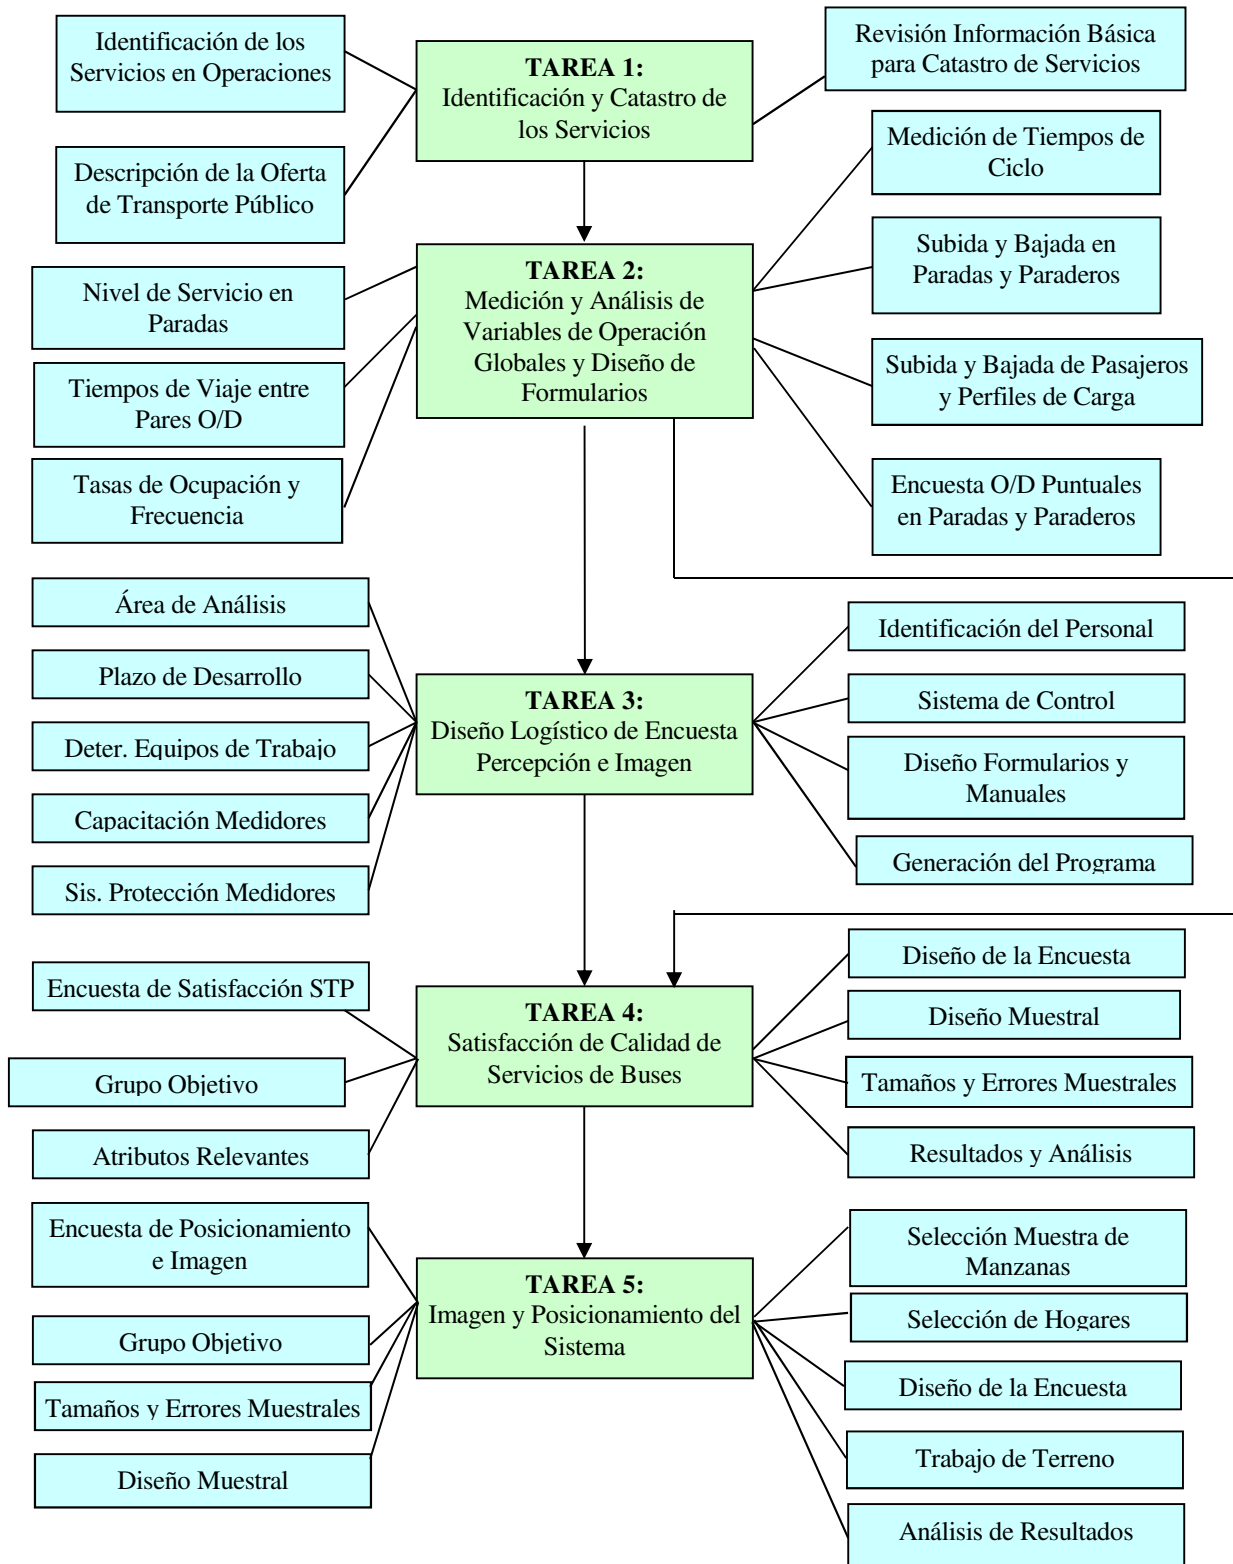 Identificación de los
Servicios en Operaciones
Descripción de la Oferta
de Transporte Público
TAREA 1:
Identificación y Catastro de
los Servicios
Revisión Información Básica
para Catastro de Servicios
Nivel de Servicio en
Paradas
Tiempos de Viaje entre
Pares O/D
Tasas de Ocupación y
Frecuencia
TAREA 2:
Medición y Análisis de
Variables de Operación
Globales y Diseño de
Formularios
Medición de Tiempos de
Ciclo
Subida y Bajada en
Paradas y Paraderos
Subida y Bajada de Pasajeros
y Perfiles de Carga
Encuesta O/D Puntuales
en Paradas y Paraderos
Área de Análisis
Plazo de Desarrollo
Deter. Equipos de Trabajo
Capacitación Medidores
Sis. Protección Medidores
TAREA 3:
Diseño Logístico de Encuesta
Percepción e Imagen
Identificación del Personal
Sistema de Control
Diseño Formularios y
Manuales
Generación del Programa
Encuesta de Satisfacción STP
Grupo Objetivo
Atributos Relevantes
TAREA 4:
Satisfacción de Calidad de
Servicios de Buses
Diseño de la Encuesta
Diseño Muestral
Tamaños y Errores Muestrales
Resultados y Análisis
Encuesta de Posicionamiento
e Imagen
Grupo Objetivo
Tamaños y Errores Muestrales
Diseño Muestral
TAREA 5:
Imagen y Posicionamiento del
Sistema
Selección Muestra de
Manzanas
Selección de Hogares
Diseño de la Encuesta
Trabajo de Terreno
Análisis de Resultados